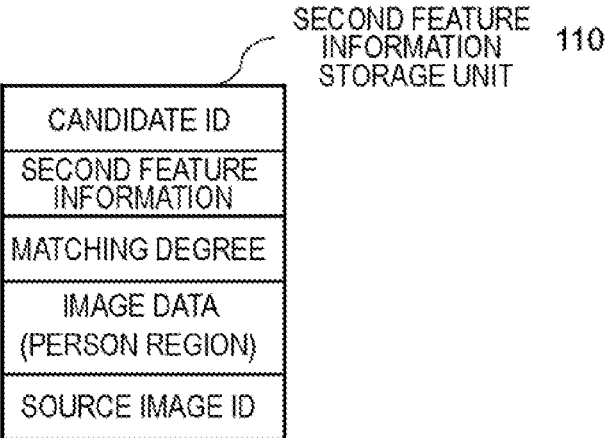 SECOND FEATURE
INFORMATION
STORAGE UNIT
110
CANDIDATE ID
SECOND FEATURE
INFORMATION
MATCHING DEGREE
IMAGE DATA
(PERSON REGION)
SOURCE IMAGE ID